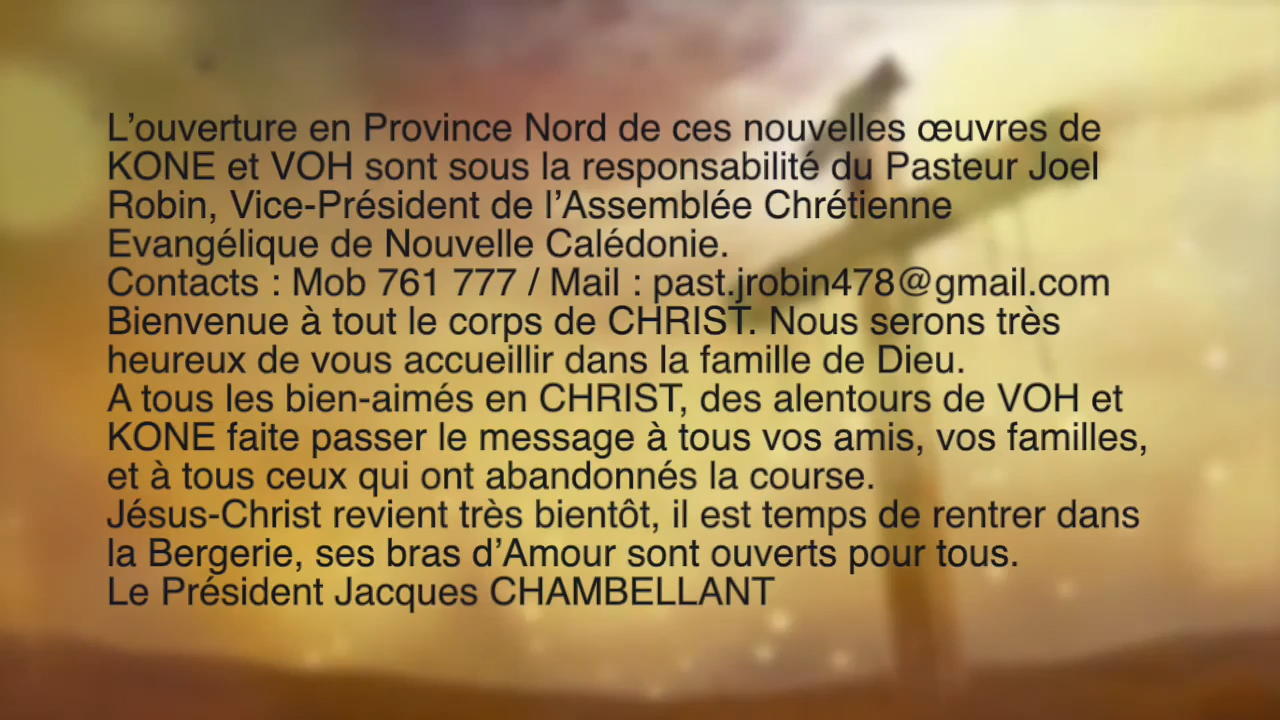 L’ouverture en Province Nord de ces nouvelles œuvres de
KONE et VOH sont sous la responsabilité du Pasteur Joel
Robin, Vice-Président de l’Assemblée Chrétienne
Evangélique de Nouvelle Calédonie.
Contacts : Mob 761 777 / Mail : past.jrobin478@gmail.com
Bienvenue à tout le corps de CHRIST. Nous serons très
heureux de vous accueillir dans la famille de Dieu.
A tous les bien-aimés en CHRIST, des alentours de VOH et
KONE faite passer le message à tous vos amis, vos familles,
et à tous ceux qui ont abandonnés la course.
Jésus-Christ revient très bientôt, il est temps de rentrer dans
la Bergerie, ses bras d’Amour sont ouverts pour tous.
Le Président Jacques CHAMBELLANT